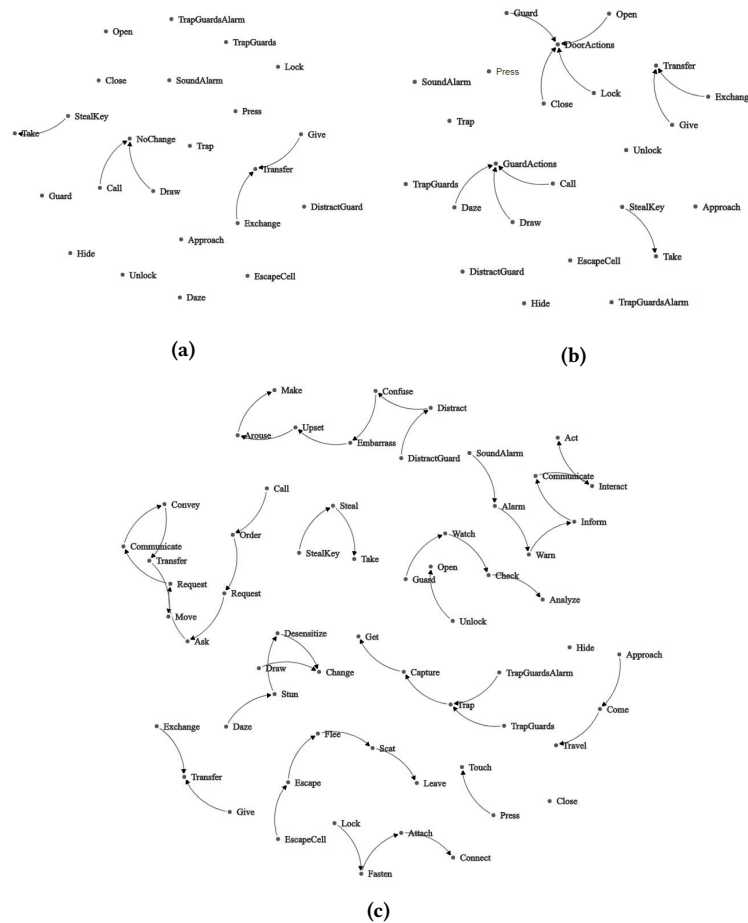 TrapGuardsAlarm
Open
TrapGuards
Lock
Close
SoundAlarm
StealKey
Press
Take
NoChange
Give
Trap
Transfer
Call
Draw
Guard
DistractGuard
Exchange
Approach
Hide
Unlock
EscapeCell
Daze
(a)
Guard
Open
DoorActions
Press
Transfer
SoundAlarm
Lock
Exchange
Close
Trap
Give
Unlock
GuardActions
TrapGuards
Call
Daze
StealKey
Approach
Draw
Take
EscapeCell
DistractGuard
Hide
TrapGuardsAlarm
(b)
Make
Confuse
Distract
Upset
Arouse
Embarrass
Act
DistractGuard
SoundAlarm
Communicate
Interact
Call
Convey
Steal
Alarm
Inform
Order
Watch
Communicate
StealKey
Take
Warn
Transfer
Open
Guard
Check
Request
Request
Analyze
Move
Unlock
Ask
Desensitize
Get
Hide
Approach
Draw
Change
Capture
TrapGuardsAlarm
Stun
Trap
Come
Exchange
Daze
TrapGuards
Flee
Scat
Travel
Transfer
Escape
Leave
Touch
Close
Give
Press
Lock
EscapeCell
Attach
Connect
Fasten
(c)